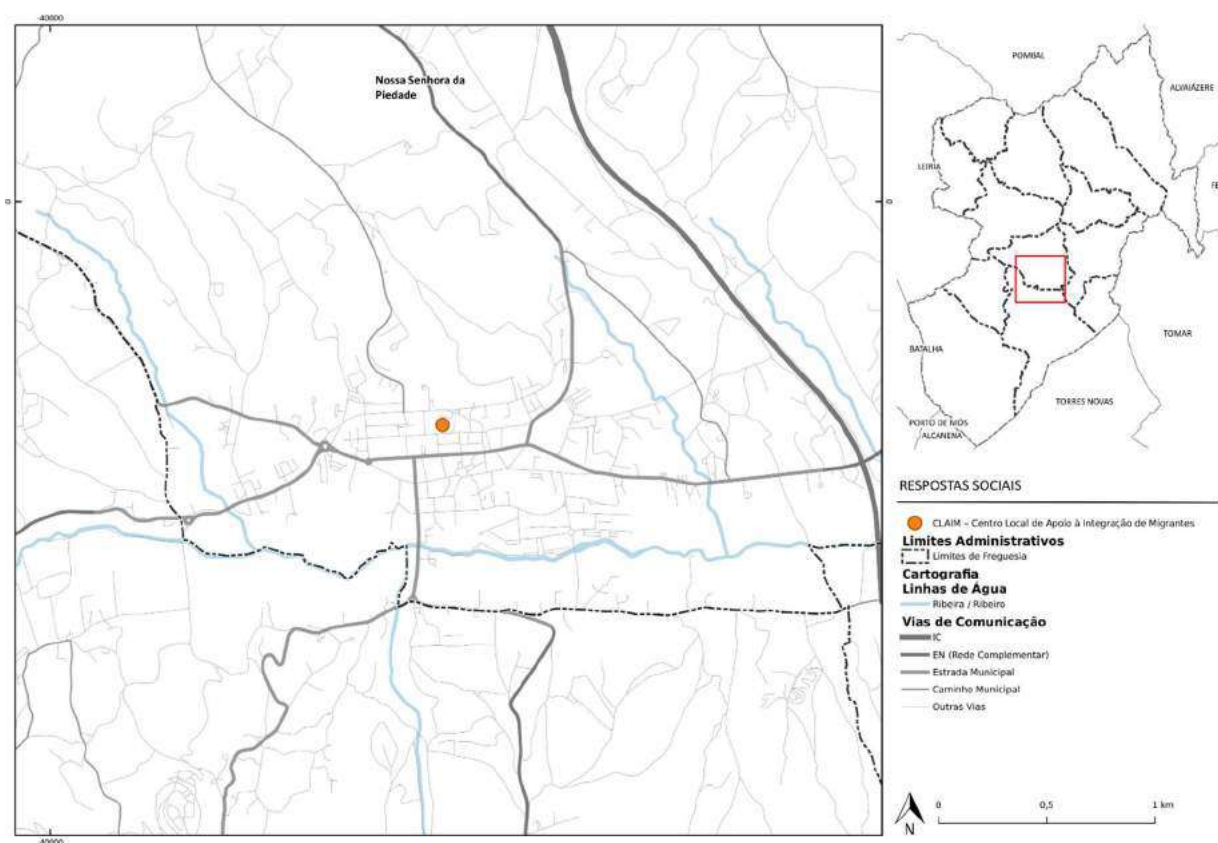 -40000
Nossa Senhora da
Piedade
0
0
-40000
POMBAL
ALVAIÁZERE
LEIRIA
FE
TOMAR
BATALHA
TORRES NOVAS
PORTO DE MÓS
ALCANENA
RESPOSTAS SOCIAIS
CLAIM – Centro Local de Apoio à Integração de Migrantes
Limites Administrativos
Limites de Freguesia
Cartografia
Linhas de Água
Ribeira / Ribeiro
Vias de Comunicação
IC
EN (Rede Complementar)
Estrada Municipal
Caminho Municipal
Outras Vias
N
0 0,5 1 km